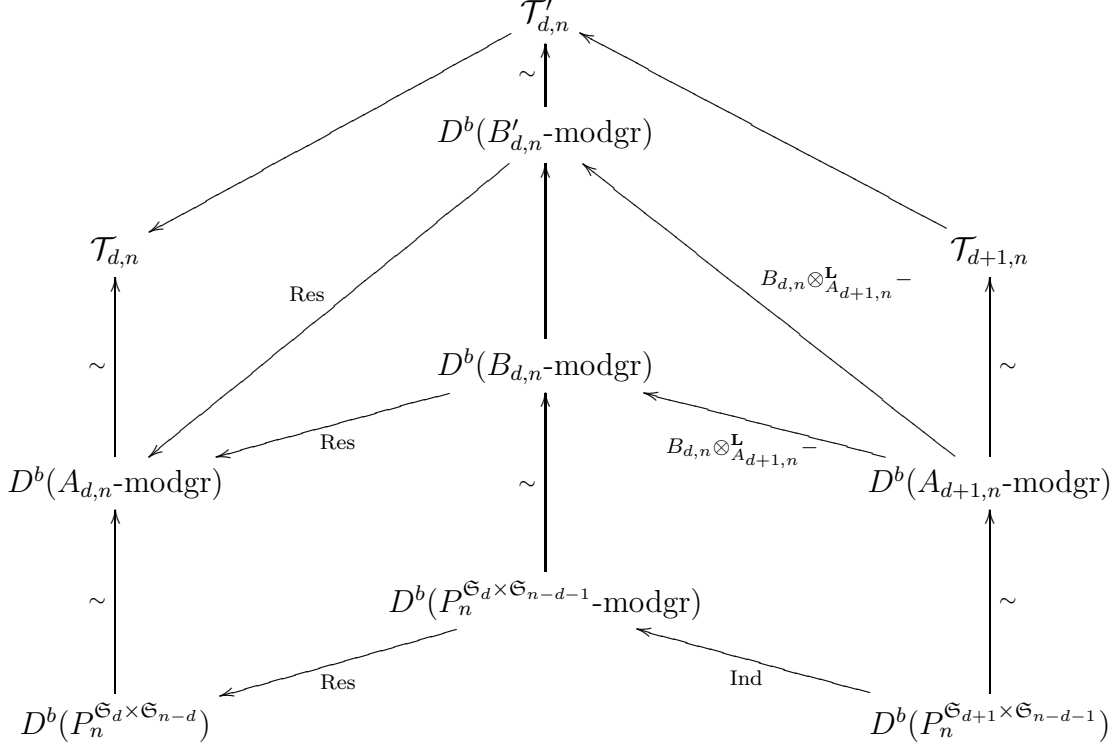 𝒯′_{d,n}
∼
D^b(B′_{d,n}-modgr)
𝒯_{d,n} 𝒯_{d+1,n}
Res B_{d,n}⊗^𝐋_{A_{d+1,n}}−
∼ D^b(B_{d,n}-modgr) ∼
Res B_{d,n}⊗^𝐋_{A_{d+1,n}}−
D^b(A_{d,n}-modgr) ∼ D^b(A_{d+1,n}-modgr)
∼ D^b(P_n^{𝔖_d×𝔖_{n−d−1}}-modgr) ∼
Res Ind
D^b(P_n^{𝔖_d×𝔖_{n−d}}) D^b(P_n^{𝔖_{d+1}×𝔖_{n−d−1}})